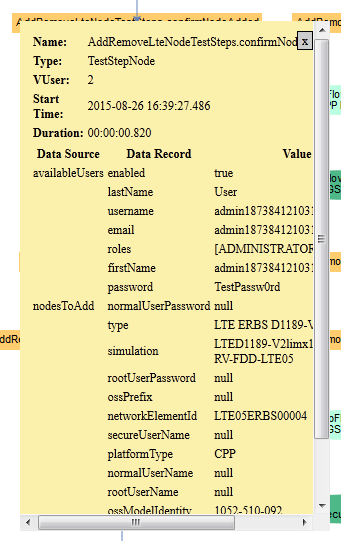 AddRemoveLteNodeTestSteps.confirmNodeAdded
Name: AddRemoveLteNodeTestSteps.confirmNod
x
Type: TestStepNode
VUser: 2
Start Time: 2015-08-26 16:39:27.486
Duration: 00:00:00.820
Data Source Data Record Value
availableUsers enabled true
lastName User
username admin187384121031
email admin187384121031
roles [ADMINISTRATOR
firstName admin187384121031
password TestPassw0rd
nodesToAdd normalUserPassword null
type LTE ERBS D1189-V
simulation LTED1189-V2limx1
RV-FDD-LTE05
rootUserPassword null
ossPrefix null
networkElementId LTE05ERBS00004
secureUserName null
platformType CPP
normalUserName null
rootUserName null
ossModelIdentity 1052-510-092